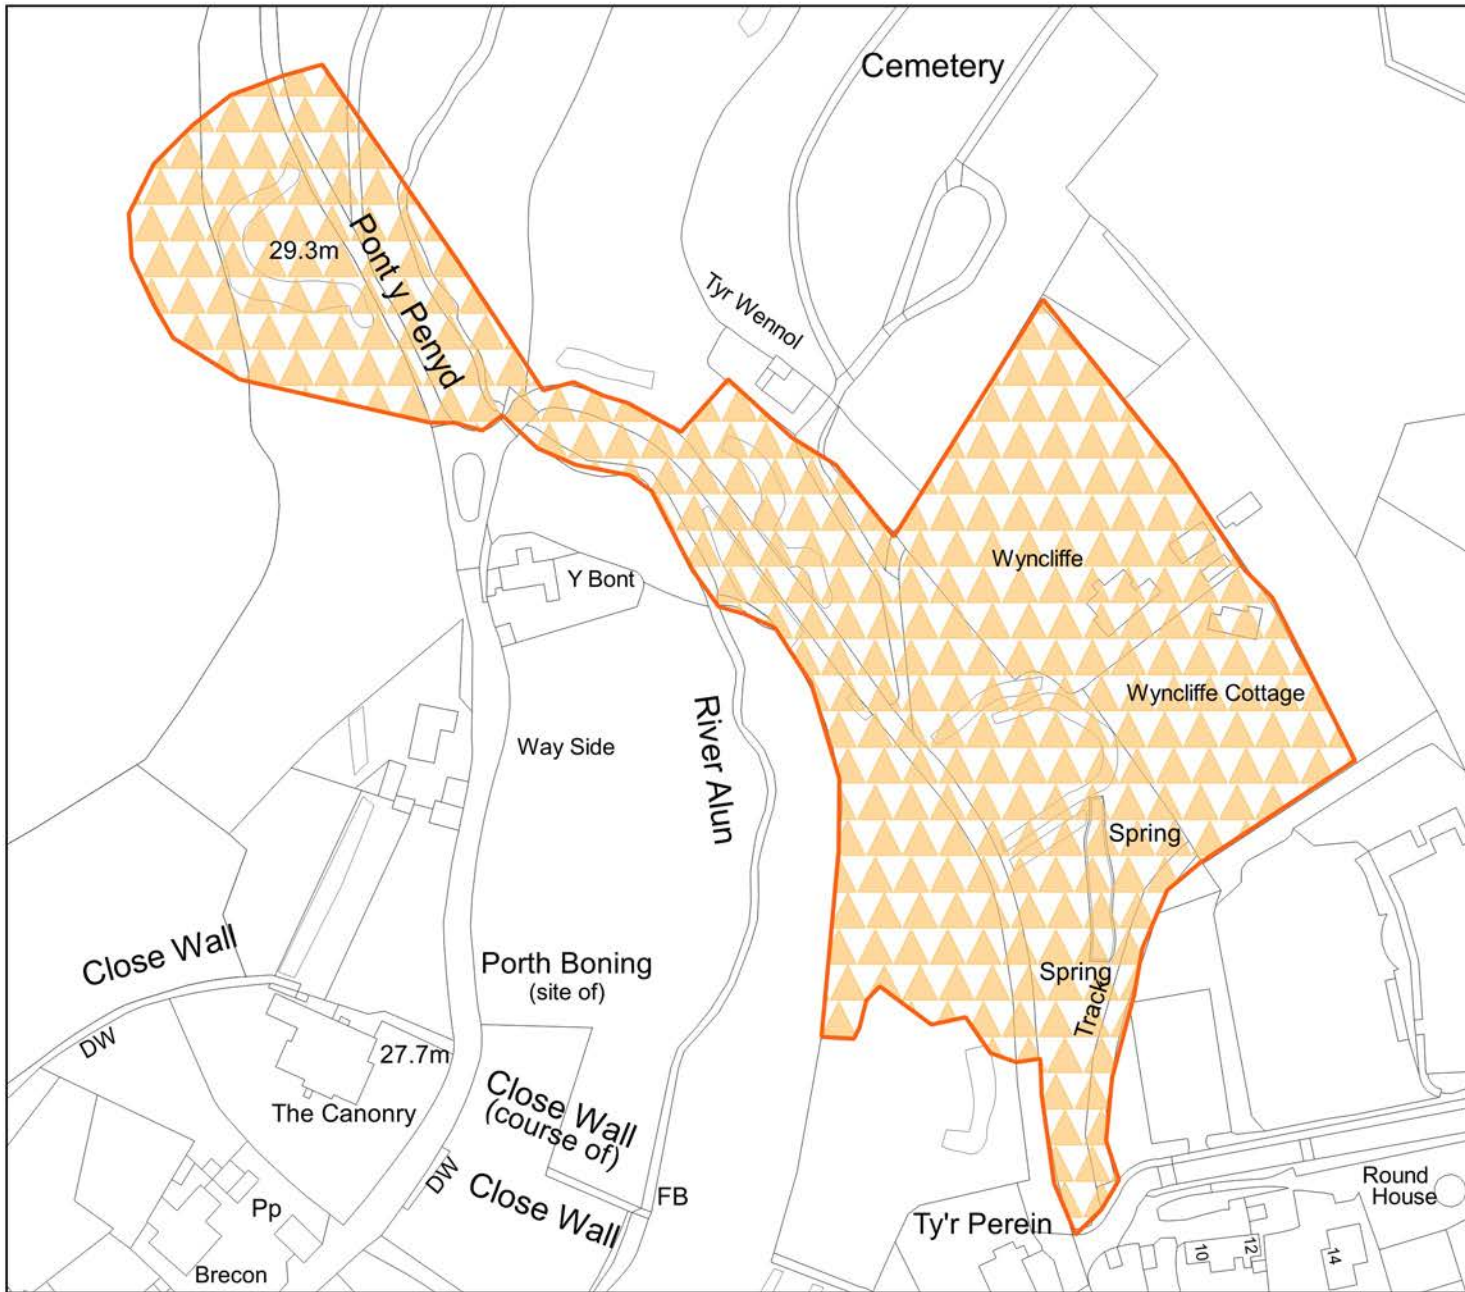 Cemetery
Pont y Penyd
29.3m
Tyr Wennol
Wyncliffe
Y Bont
Wyncliffe Cottage
River Alun
Way Side
Spring
Close Wall
Porth Boning
(site of)
Spring
Track
DW
27.7m
Close Wall
(course of)
The Canonry
DW
Close Wall
FB
Round
House
Pp
Ty'r Perein
10
12
14
Brecon